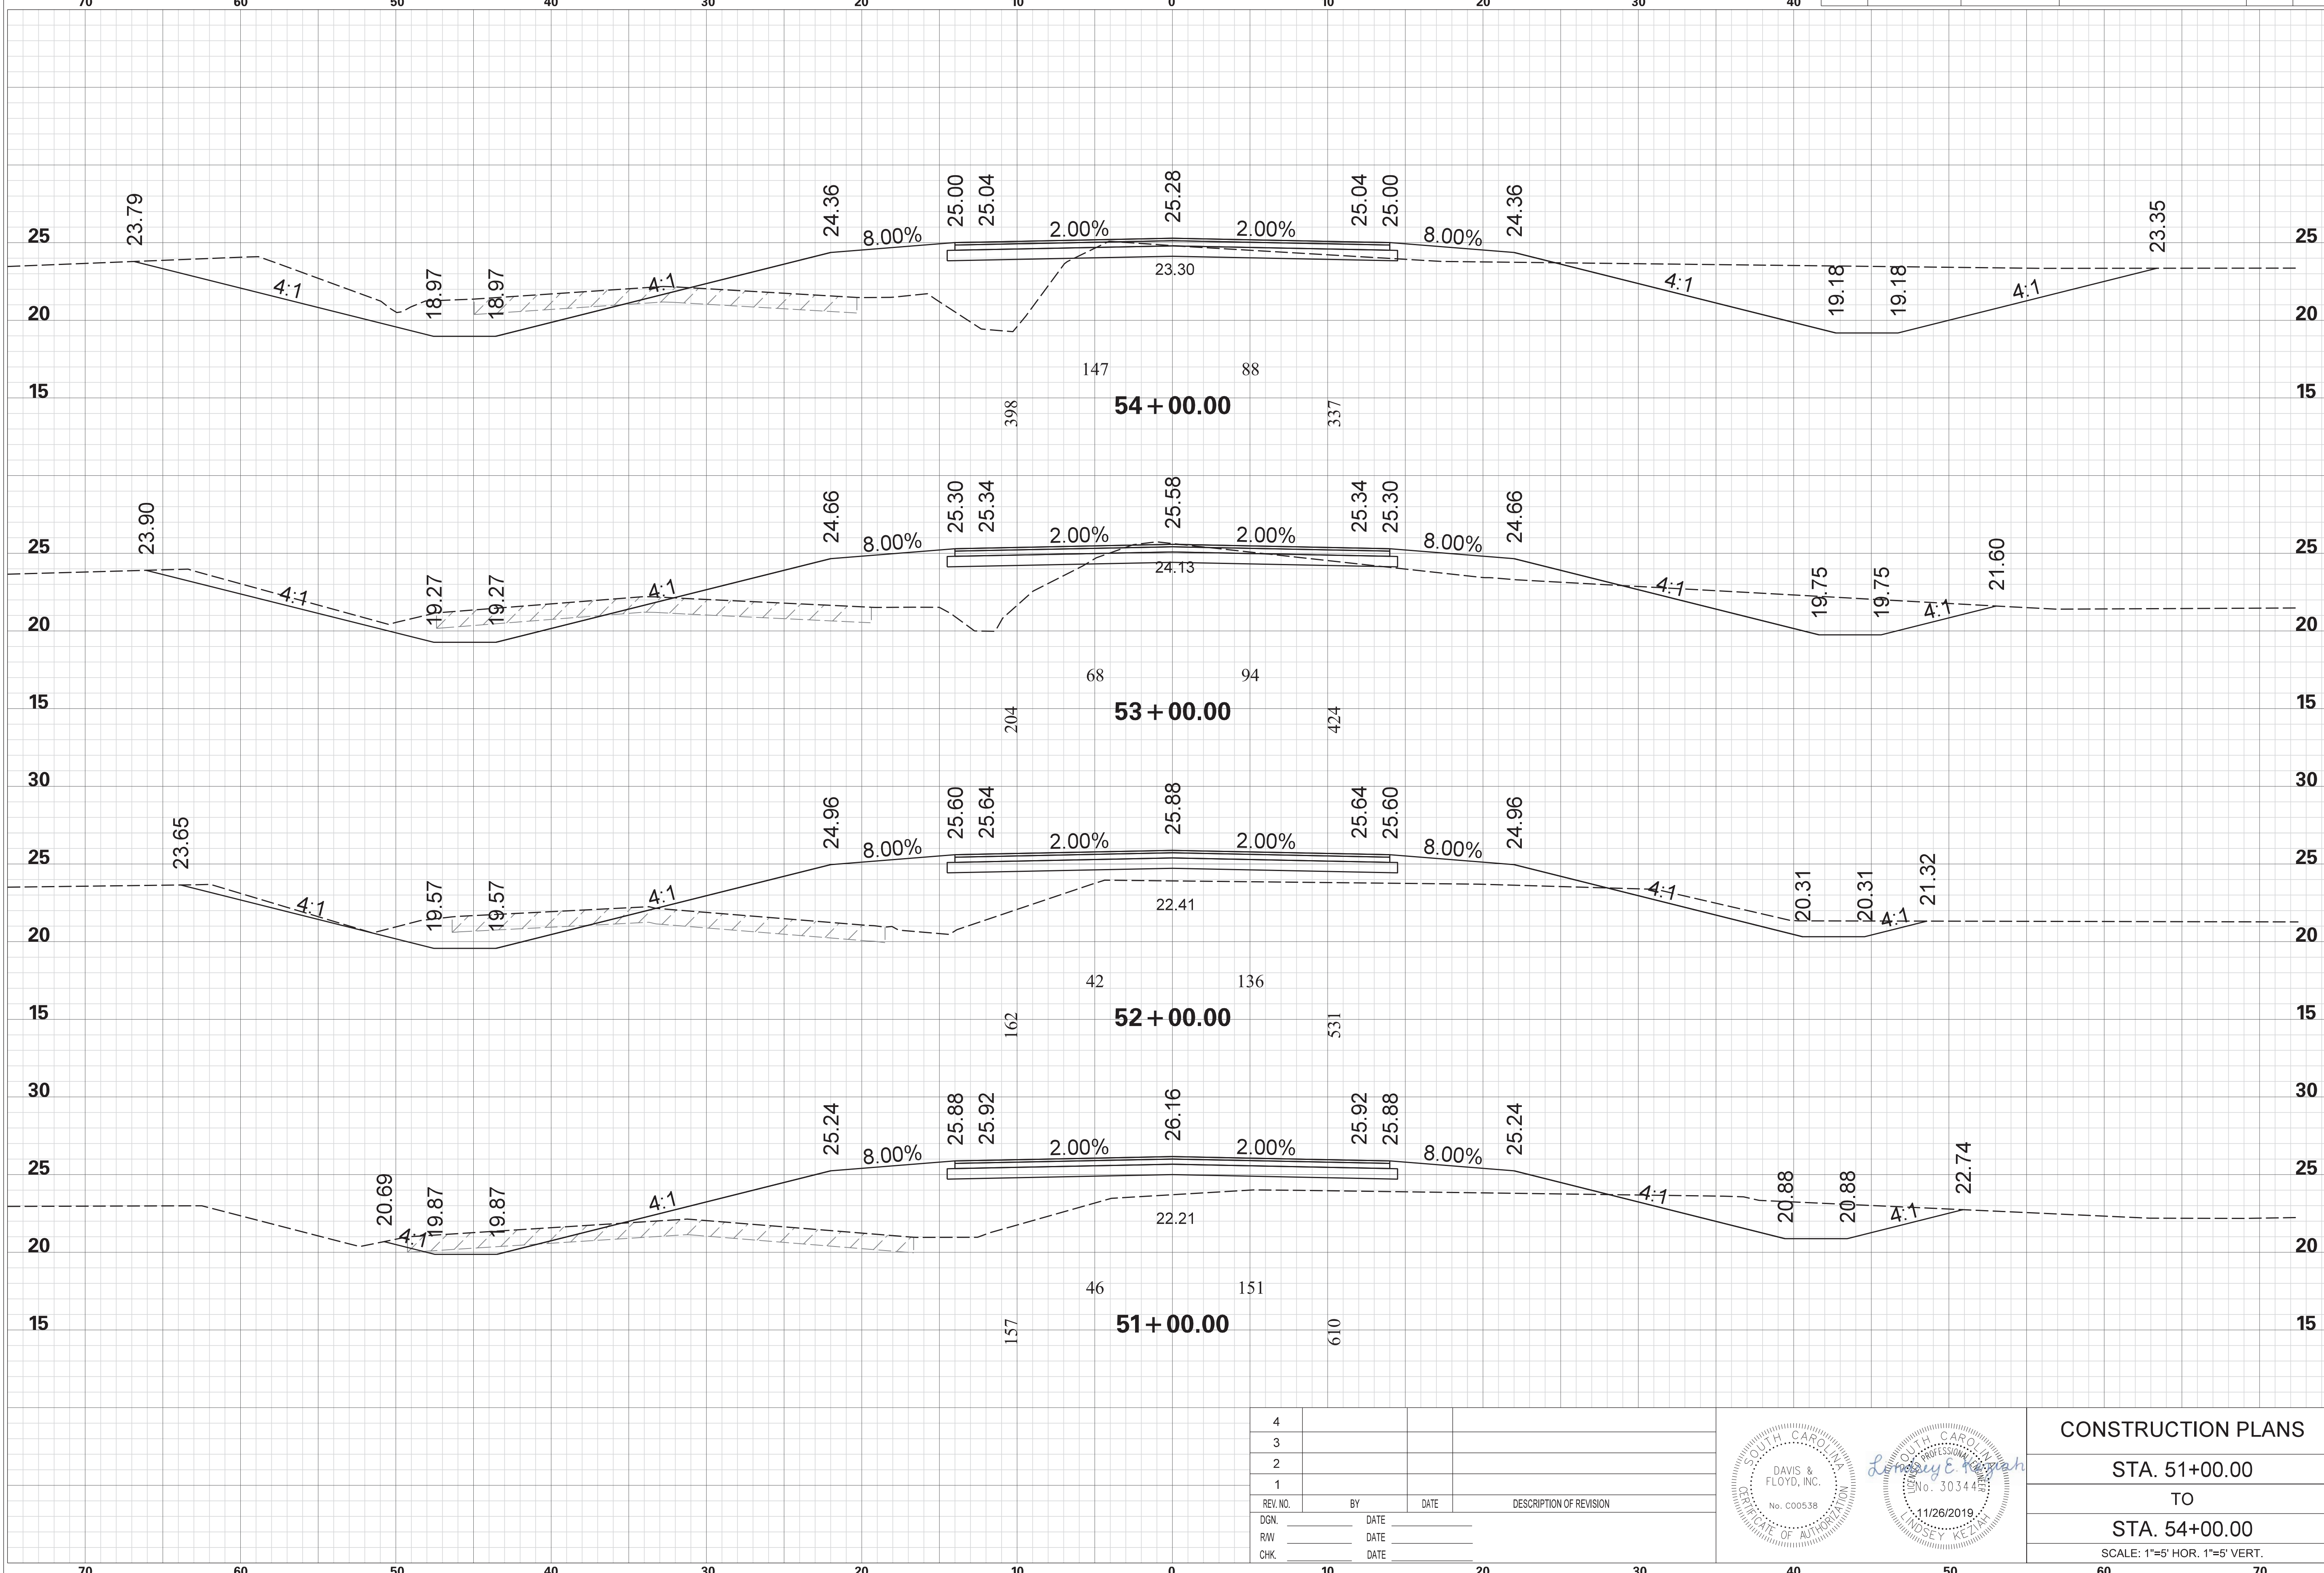 70 60 50 40 30 20 10 0 10 20 30 40
23.79 24.36 25.00 25.04 25.28 25.04 25.00 24.36 23.35
25 8.00% 2.00% 2.00% 8.00% 25
4:1 18.97 18.97 4:1 23.30 4:1 19.18 19.18 4:1
20 20
147 88
15 15
398 54+00.00 337
23.90 24.66 25.30 25.34 25.58 25.34 25.30 24.66 21.60
25 8.00% 2.00% 2.00% 8.00% 25
4:1 19.27 19.27 4:1 24.13 4:1 19.75 19.75 4:1
20 20
68 94
15 15
204 53+00.00 424
30 30
23.65 24.96 25.60 25.64 25.88 25.64 25.60 24.96 21.32
25 8.00% 2.00% 2.00% 8.00% 25
4:1 19.57 19.57 4:1 22.41 4:1 20.31 20.31 4:1
20 20
42 136
15 15
162 52+00.00 531
30 30
20.69 25.24 25.88 25.92 26.16 25.92 25.88 25.24 22.74
25 8.00% 2.00% 2.00% 8.00% 25
4:1 19.87 19.87 4:1 22.21 4:1 20.88 20.88 4:1
20 20
46 151
15 15
157 51+00.00 610
4
3
2
1
REV. NO. BY DATE DESCRIPTION OF REVISION
DGN. DATE
R/W DATE
CHK. DATE
SOUTH CAROLINA
DAVIS &
FLOYD, INC.
No. C00538
CERTIFICATE OF AUTHORIZATION
SOUTH CAROLINA
LICENSED PROFESSIONAL ENGINEER
Lindsey E. Keziah
No. 30344
11/26/2019
LINDSEY KEZIAH
CONSTRUCTION PLANS
STA. 51+00.00
TO
STA. 54+00.00
SCALE: 1"=5' HOR. 1"=5' VERT.
70 60 50 40 30 20 10 0 10 20 30 40 50 60 70